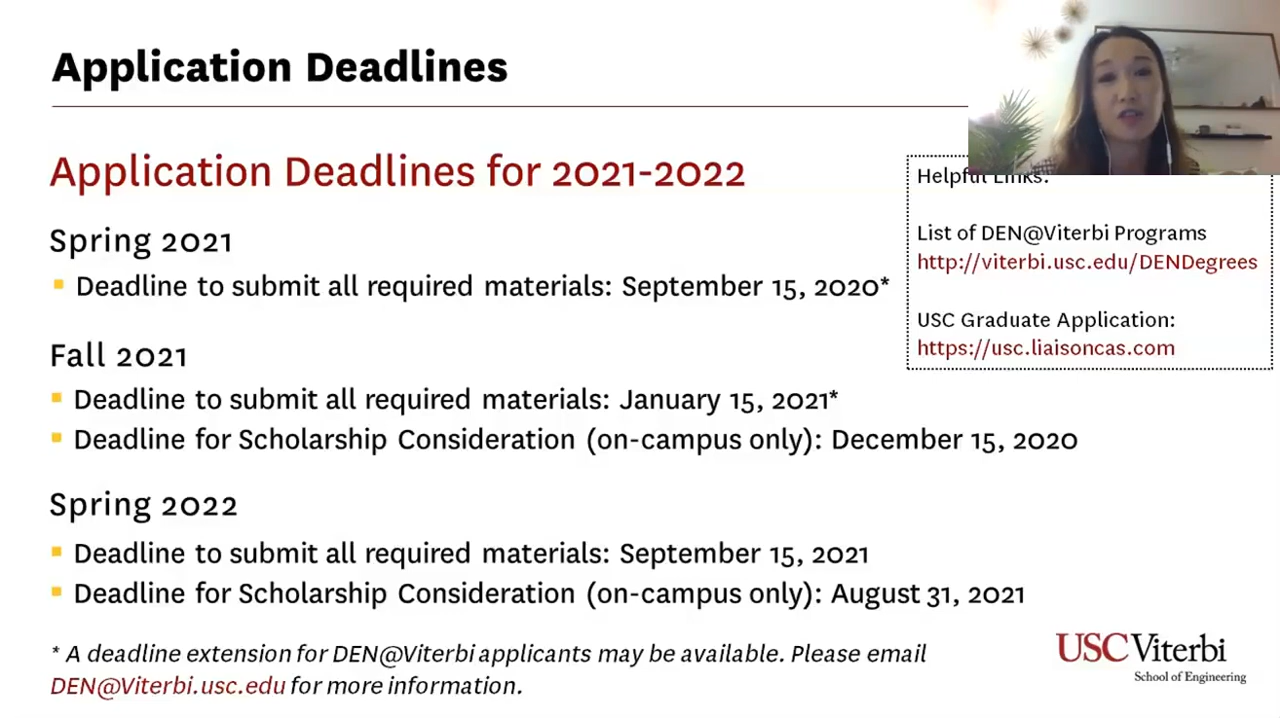 Application Deadlines
Application Deadlines for 2021-2022
Spring 2021
Deadline to submit all required materials: September 15, 2020*
Fall 2021
Deadline to submit all required materials: January 15, 2021*
Deadline for Scholarship Consideration (on-campus only): December 15, 2020
Spring 2022
Deadline to submit all required materials: September 15, 2021
Deadline for Scholarship Consideration (on-campus only): August 31, 2021
* A deadline extension for DEN@Viterbi applicants may be available. Please email
DEN@Viterbi.usc.edu for more information.
Helpful Links:
List of DEN@Viterbi Programs
http://viterbi.usc.edu/DENDegrees
USC Graduate Application:
https://usc.liaisoncas.com
USC Viterbi
School of Engineering